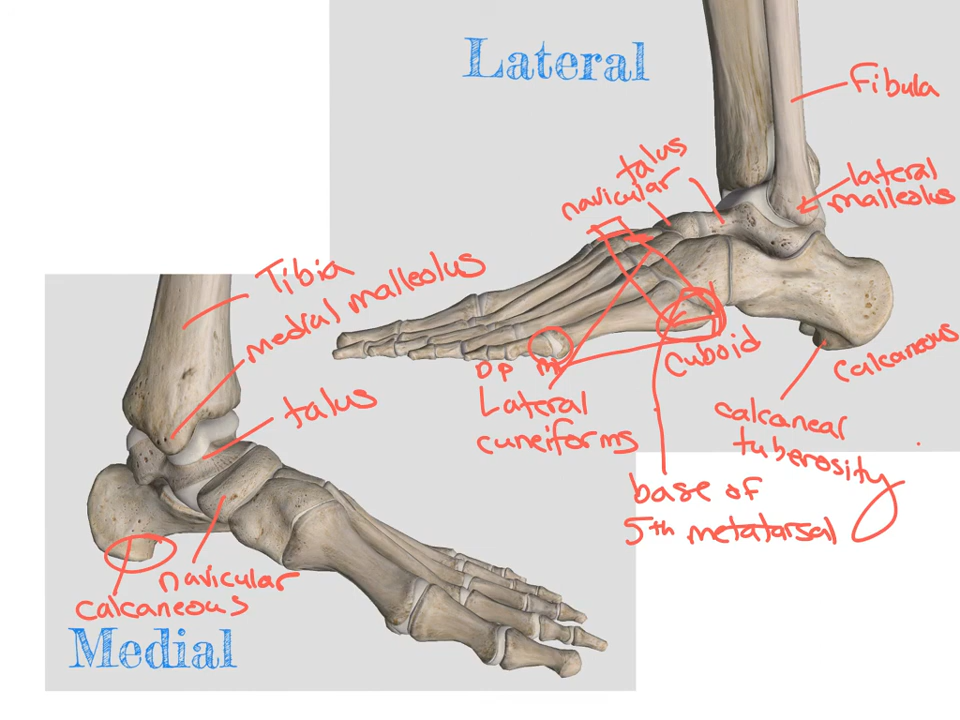 Lateral
Fibula
talus
navicular
lateral
malleolus
Tibia
medial malleolus
talus
D P M
Cuboid
Calcaneous
Lateral
cuneiforms
calcanear
tuberosity
base of
5th metatarsal
navicular
calcaneous
Medial